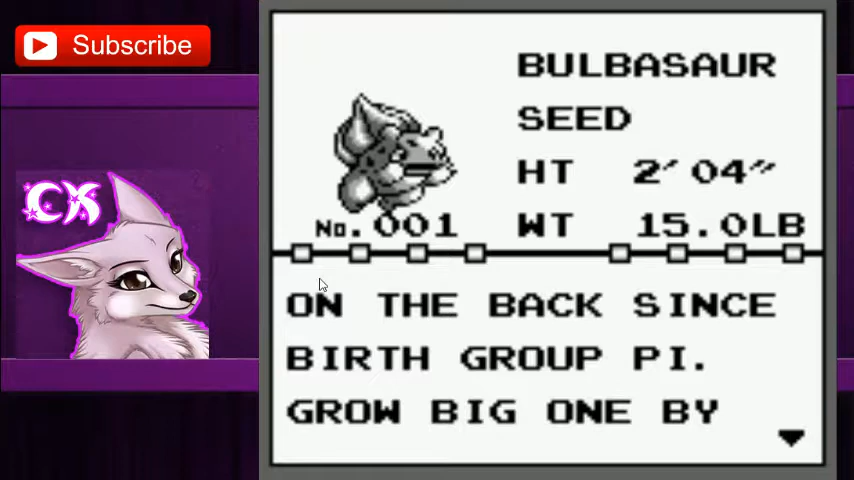 Subscribe
CX
BULBASAUR
SEED
HT 2′04″
No.001 WT 15.0LB
ON THE BACK SINCE
BIRTH GROUP PI.
GROW BIG ONE BY